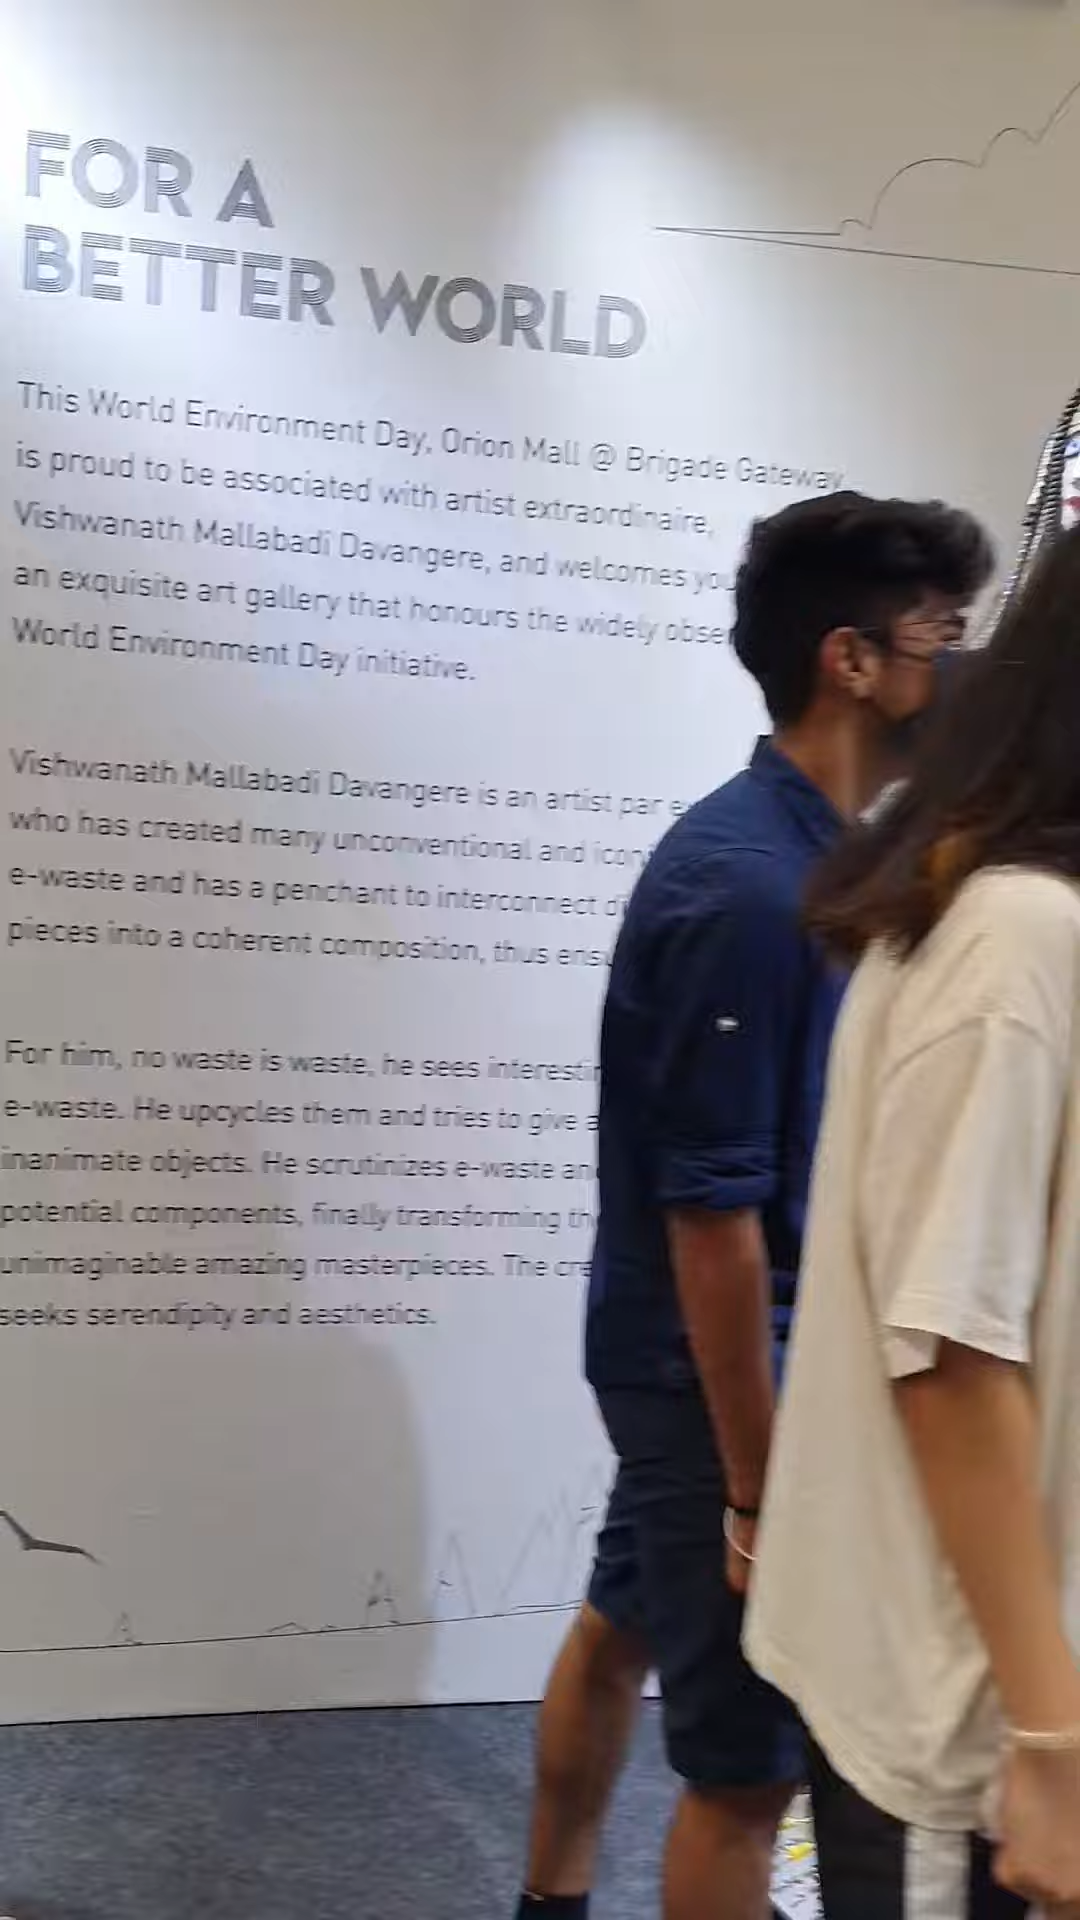 FOR A
BETTER WORLD
This World Environment Day, Orion Mall @ Brigade Gateway
is proud to be associated with artist extraordinaire,
Vishwanath Mallabadi Davangere, and welcomes you
an exquisite art gallery that honours the widely
World Environment Day initiative.
Vishwanath Mallabadi Davangere is an artist par
who has created many unconventional and
e-waste and has a penchant to interconnect
pieces into a coherent composition, thus
For him, no waste is waste, he sees
e-waste. He upcycles them and tries to give
inanimate objects. He scrutinizes e-waste
potential components, finally transforming
unimaginable amazing masterpieces. The
seeks serendipity and aesthetics.